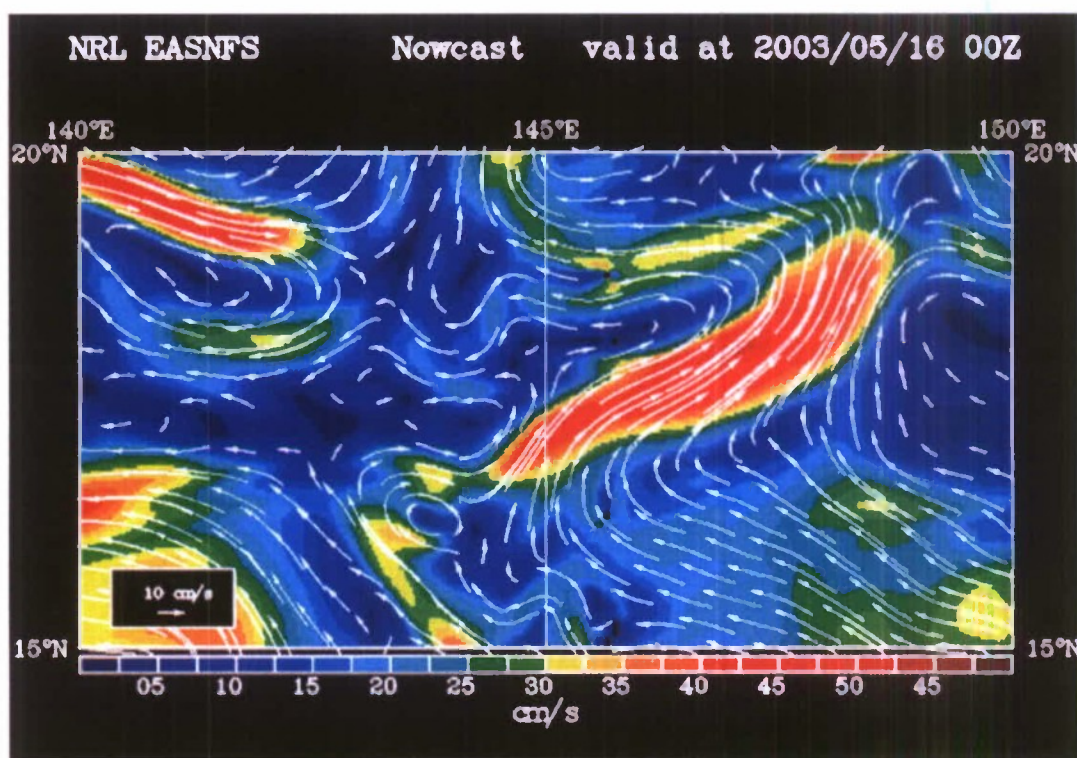 NRL EASNFS Nowcast valid at 2003/05/16 00Z
140°E 145°E 150°E
20°N 20°N
10 cm/s
15°N 15°N
05 10 15 20 25 30 35 40 45 50 45
cm/s